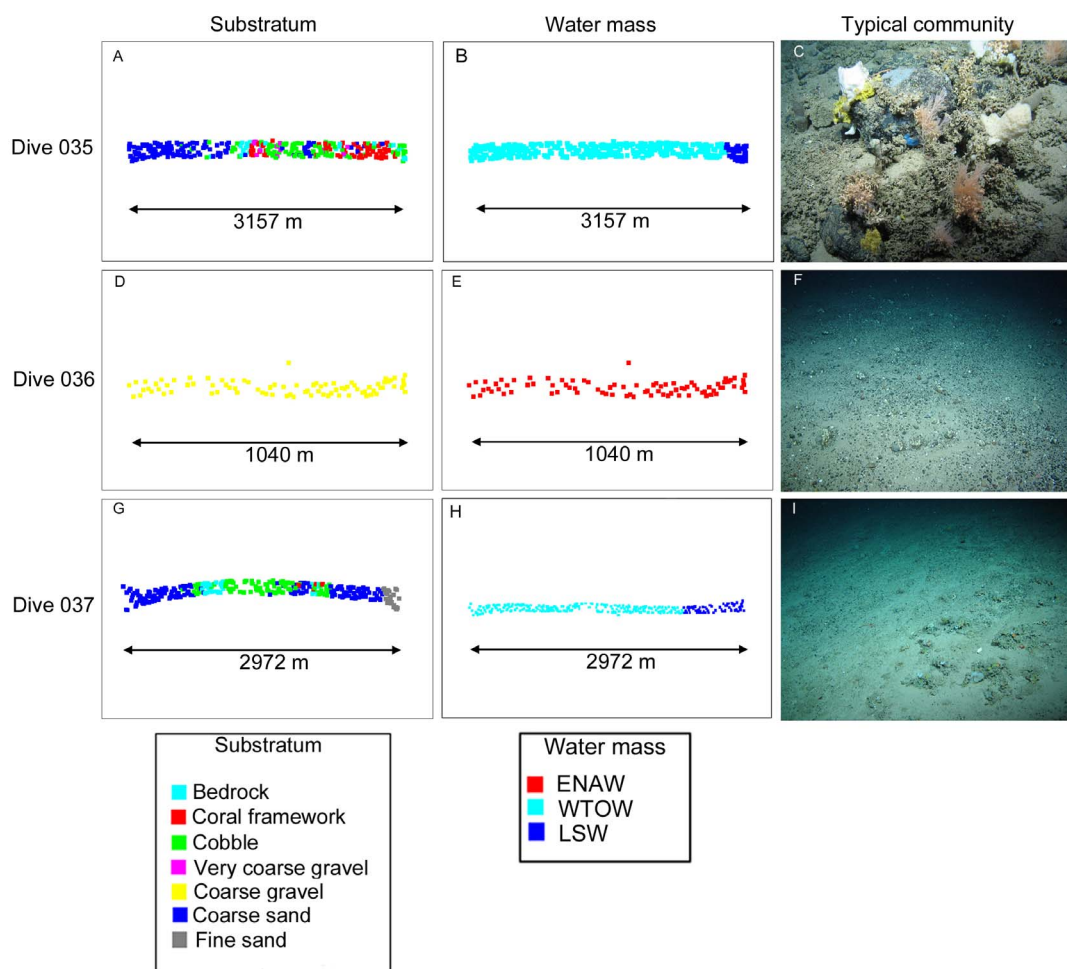 Substratum
Water mass
Typical community
Dive 035
A
3157 m
B
3157 m
C
Dive 036
D
1040 m
E
1040 m
F
Dive 037
G
2972 m
H
2972 m
I
Substratum
Bedrock
Coral framework
Cobble
Very coarse gravel
Coarse gravel
Coarse sand
Fine sand
Water mass
ENAW
WTOW
LSW